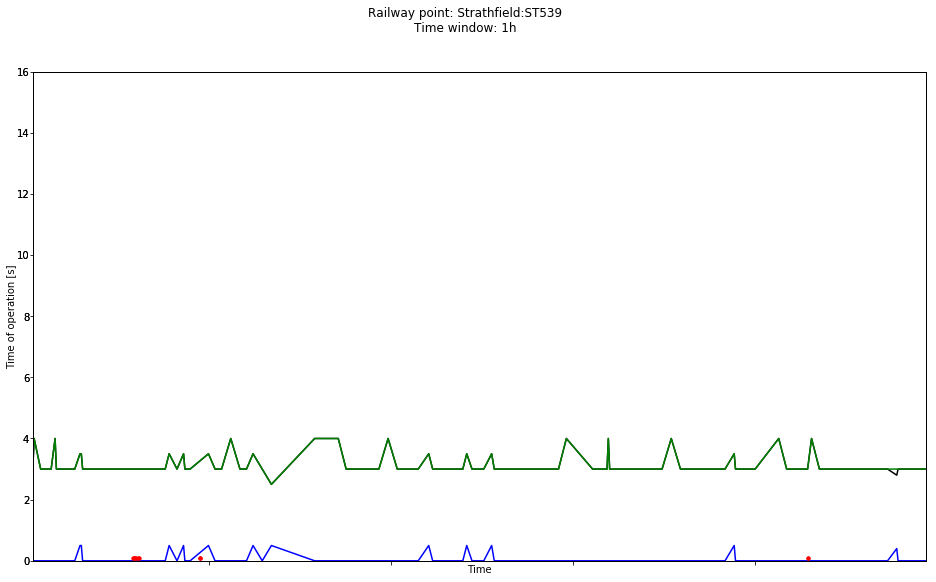 Railway point: Strathfield:ST539
Time window: 1h
16
14
12
10
8
6
4
2
0
Time of operation [s]
Time